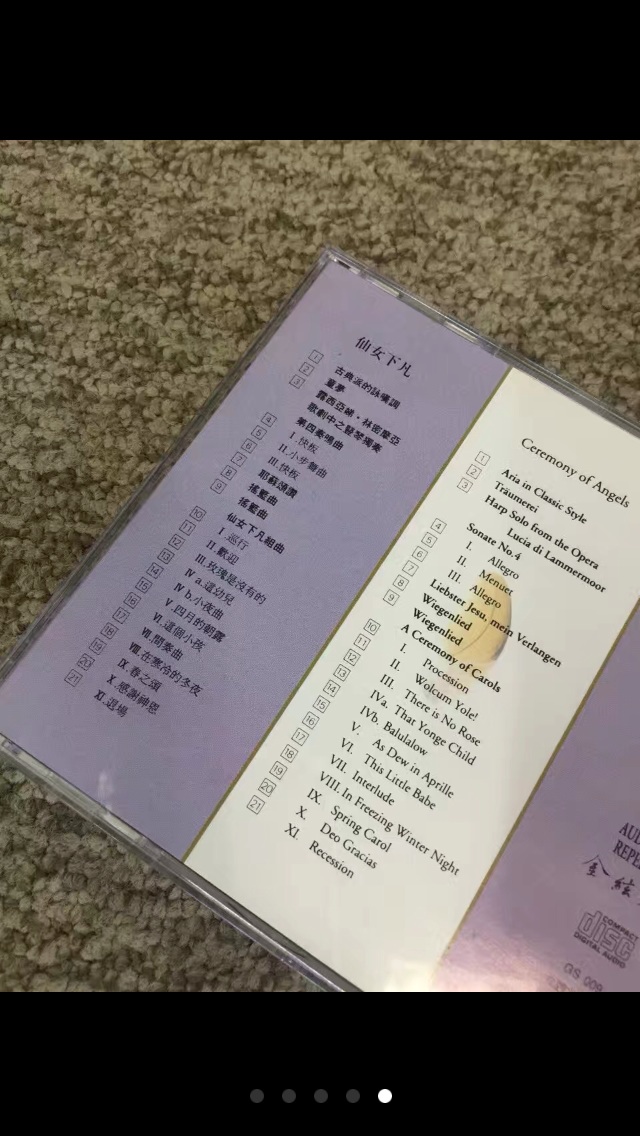 仙女下凡
1 古典派的詠嘆調
2 童夢
3 露西亞胡·林密摩亞
歌劇中之豎琴獨奏
第四奏鳴曲
4 Ⅰ.快板
5 Ⅱ.小步舞曲
6 Ⅲ.快板
7 耶穌頌讚
8 搖籃曲
9 搖籃曲
仙女下凡組曲
10 Ⅰ.巡行
11 Ⅱ.歡迎
12 Ⅲ.玫瑰是沒有的
13 Ⅳ a.這幼兒
14 Ⅳ b.小夜曲
15 Ⅴ.四月的朝露
16 Ⅵ.這個小孩
17 Ⅶ.間奏曲
18 Ⅷ.在寒冷的冬夜
19 Ⅸ.春之頌
20 Ⅹ.感謝神恩
21 Ⅺ.退場
Ceremony of Angels
1 Aria in Classic Style
2 Träumerei
3 Harp Solo from the Opera
Lucia di Lammermoor
Sonate No.4
4 I. Allegro
5 II. Menuet
6 III. Allegro
7 Liebster Jesu, mein Verlangen
8 Wiegenlied
9 Wiegenlied
A Ceremony of Carols
10 I. Procession
11 II. Wolcum Yole!
12 III. There is No Rose
13 IVa. That Yonge Child
14 IVb. Balulalow
15 V. As Dew in Aprille
16 VI. This Little Babe
17 VII. Interlude
18 VIII. In Freezing Winter Night
19 IX. Spring Carol
20 X. Deo Gracias
21 XI. Recession
COMPACT
disc
DIGITAL AUDIO